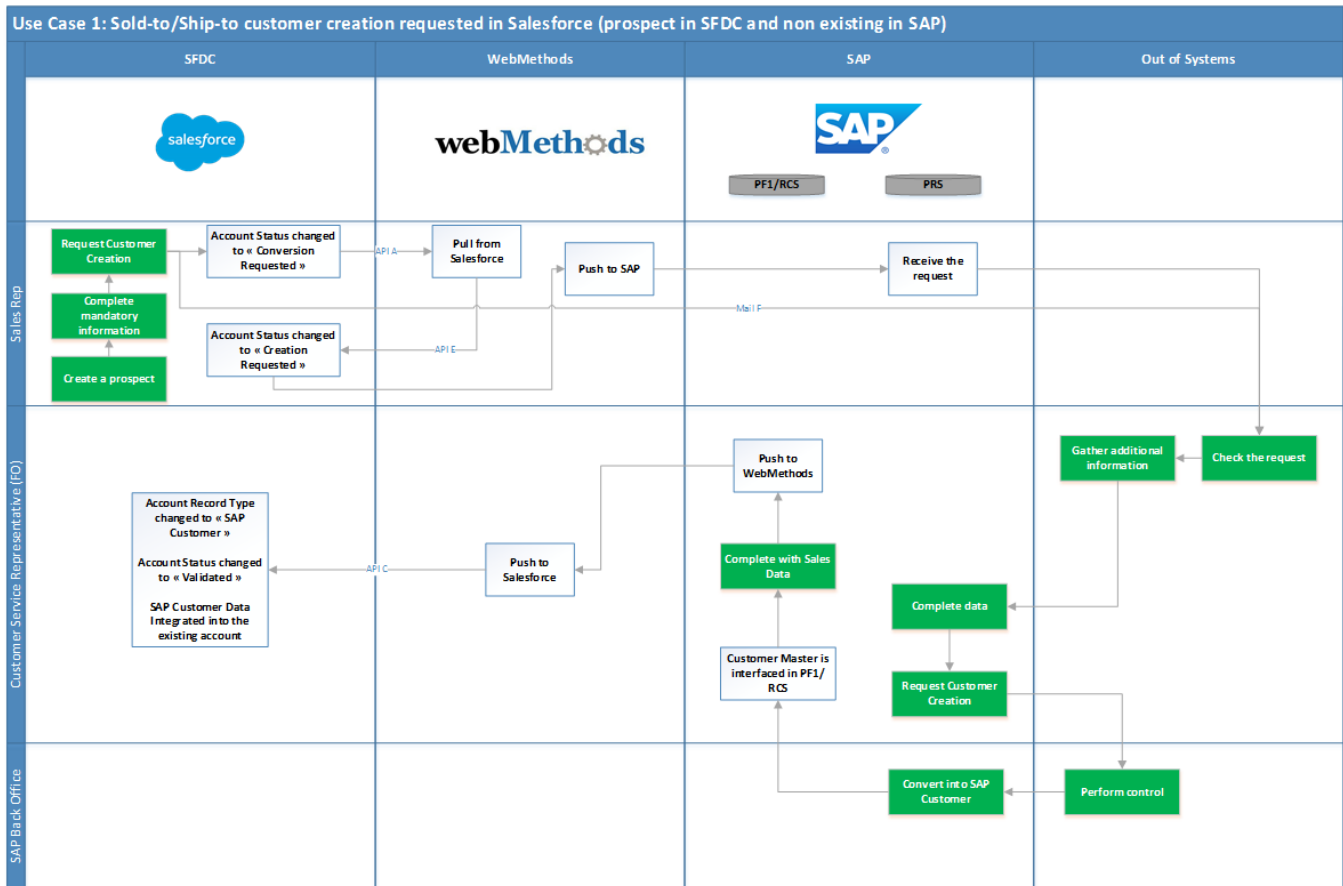 Use Case 1: Sold-to/Ship-to customer creation requested in Salesforce (prospect in SFDC and non existing in SAP)
SFDC
WebMethods
SAP
Out of Systems
salesforce
webMethods
SAP
®
PF1/RCS
PRS
Sales Rep
Request Customer
Creation
Account Status changed
to « Conversion
Requested »
API A
Pull from
Salesforce
Push to SAP
Receive the
request
Complete
mandatory
information
Mail F
Account Status changed
to « Creation
Requested »
API E
Create a prospect
Customer Service Representative (FO)
Push to
WebMethods
Gather additional
information
Check the request
Account Record Type
changed to « SAP
Customer »
Account Status changed
to « Validated »
SAP Customer Data
Integrated into the
existing account
API C
Push to
Salesforce
Complete with Sales
Data
Complete data
Customer Master is
interfaced in PF1/
RCS
Request Customer
Creation
SAP Back Office
Convert into SAP
Customer
Perform control